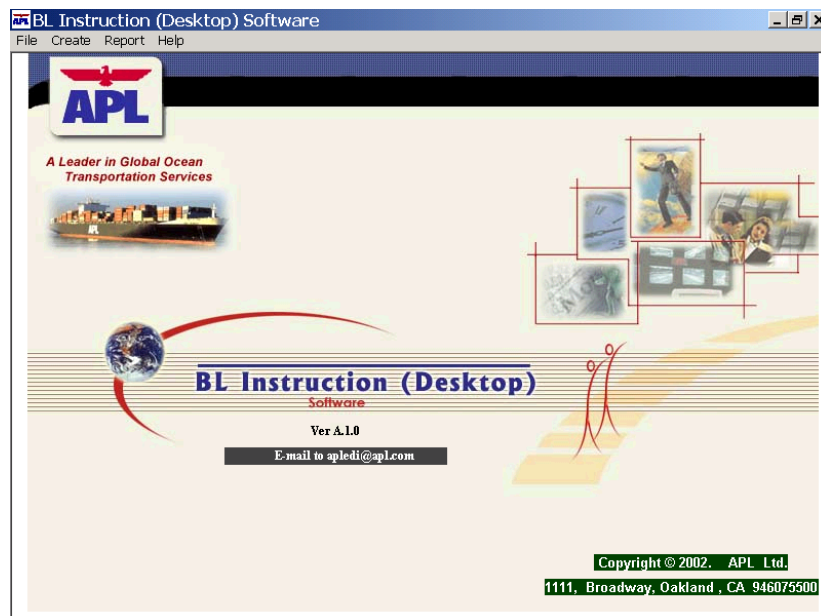 APL BL Instruction (Desktop) Software
File Create Report Help
APL
A Leader in Global Ocean
Transportation Services
APL
BL Instruction (Desktop)
Software
Ver A.1.0
E-mail to apledi@apl.com
Copyright © 2002. APL Ltd.
1111, Broadway, Oakland , CA 946075500